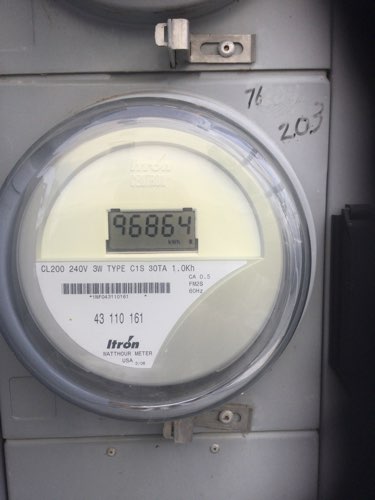 76
203
Itron
96864
kWh
CL200 240V 3W TYPE C1S 30TA 1.0Kh
CA 0.5
FM2S
60Hz
43 110 161
Itron
WATTHOUR METER
USA